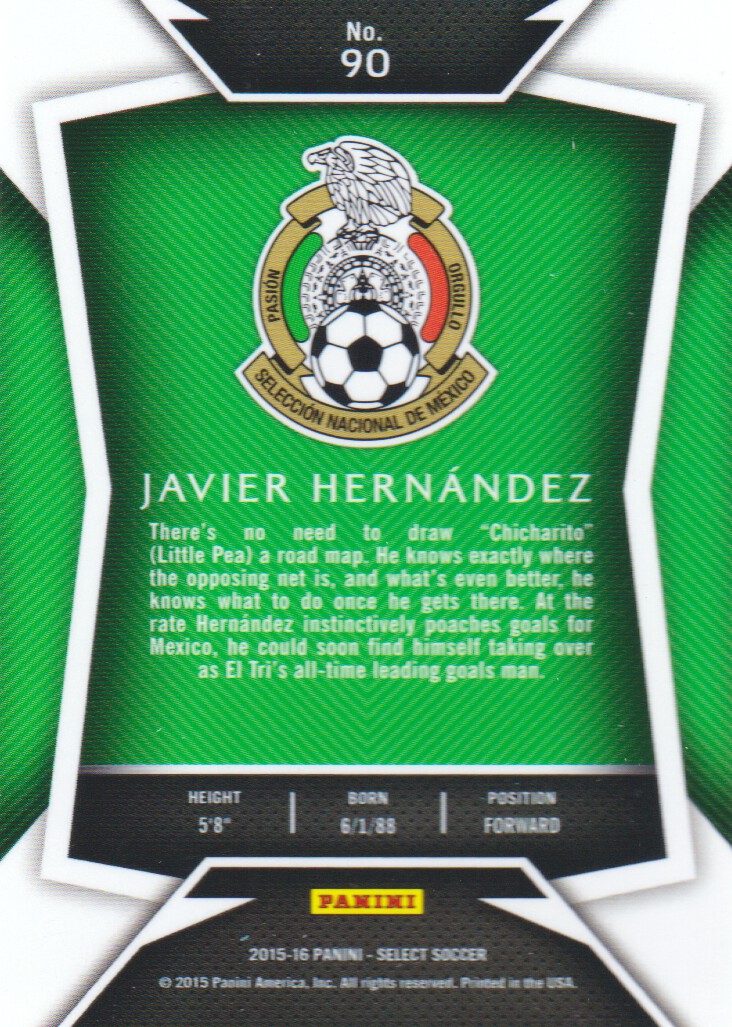 No.
90
PASIÓN
ORGULLO
SELECCIÓN NACIONAL DE MÉXICO
JAVIER HERNÁNDEZ
There's no need to draw "Chicharito"
(Little Pea) a road map. He knows exactly where
the opposing net is, and what's even better, he
knows what to do once he gets there. At the
rate Hernández instinctively poaches goals for
Mexico, he could soon find himself taking over
as El Tri's all-time leading goals man.
HEIGHT BORN POSITION
5'8" 6/1/88 FORWARD
PANINI
2015-16 PANINI - SELECT SOCCER
© 2015 Panini America, Inc. All rights reserved. Printed in the USA.